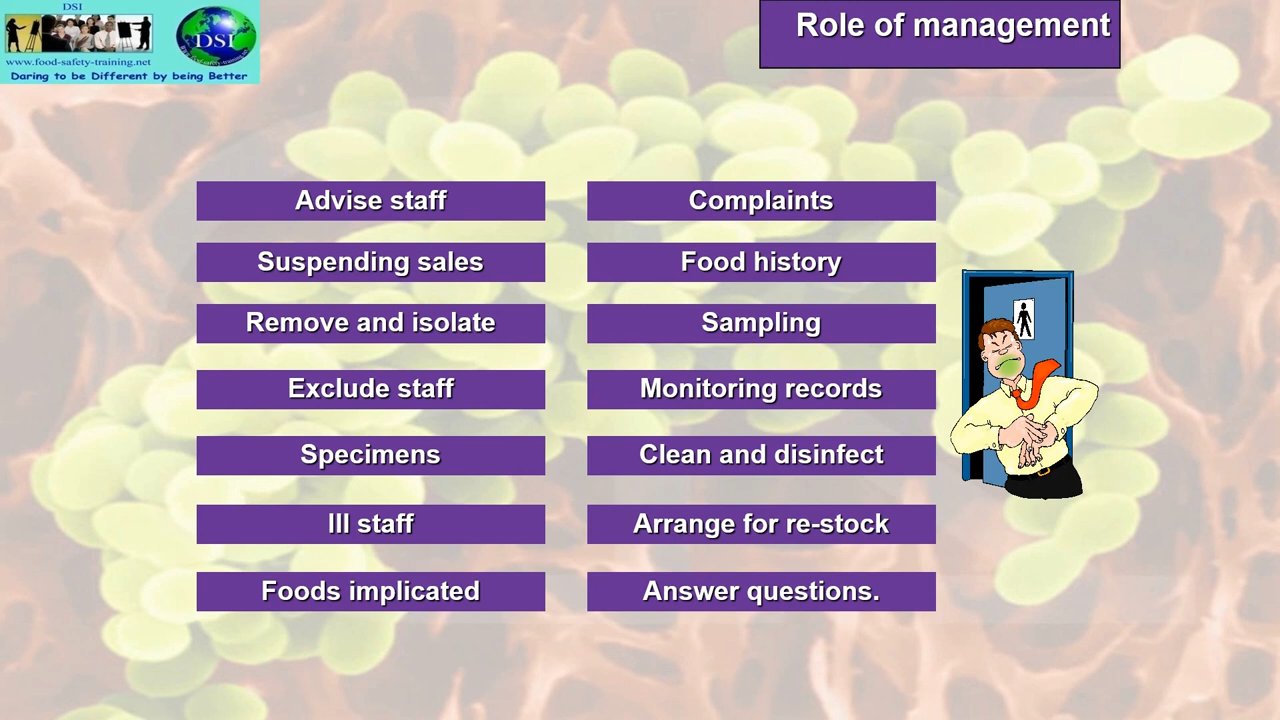 DSI
DSI
www.food-safety-training.net
Daring to be Different by being Better
Role of management
Advise staff
Suspending sales
Remove and isolate
Exclude staff
Specimens
Ill staff
Foods implicated
Complaints
Food history
Sampling
Monitoring records
Clean and disinfect
Arrange for re-stock
Answer questions.